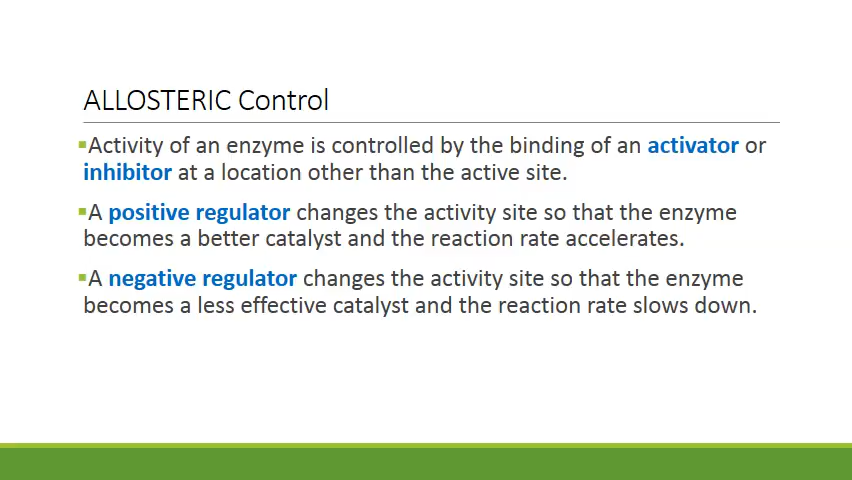 ALLOSTERIC Control
▪Activity of an enzyme is controlled by the binding of an activator or
inhibitor at a location other than the active site.
▪A positive regulator changes the activity site so that the enzyme
becomes a better catalyst and the reaction rate accelerates.
▪A negative regulator changes the activity site so that the enzyme
becomes a less effective catalyst and the reaction rate slows down.